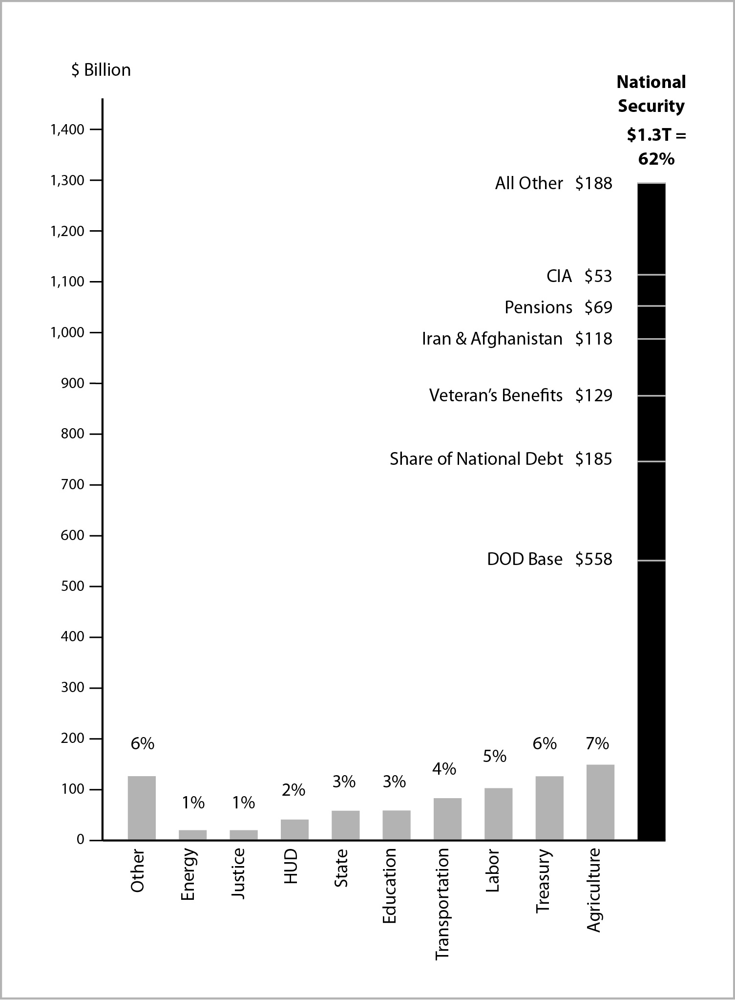 $ Billion
National
Security
$1.3T =
62%
1,400
1,300
All Other $188
1,200
1,100
CIA $53
Pensions $69
1,000
Iran & Afghanistan $118
900
Veteran’s Benefits $129
800
Share of National Debt $185
700
600
DOD Base $558
500
400
300
200
100
0
6%
1%
1%
2%
3%
3%
4%
5%
6%
7%
Other
Energy
Justice
HUD
State
Education
Transportation
Labor
Treasury
Agriculture